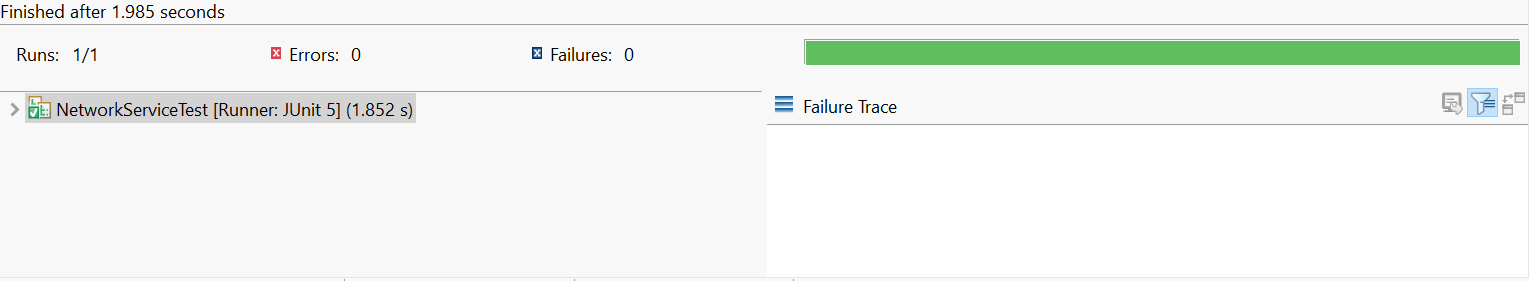 Finished after 1.985 seconds
Runs: 1/1 Errors: 0 Failures: 0
NetworkServiceTest [Runner: JUnit 5] (1.852 s)
Failure Trace